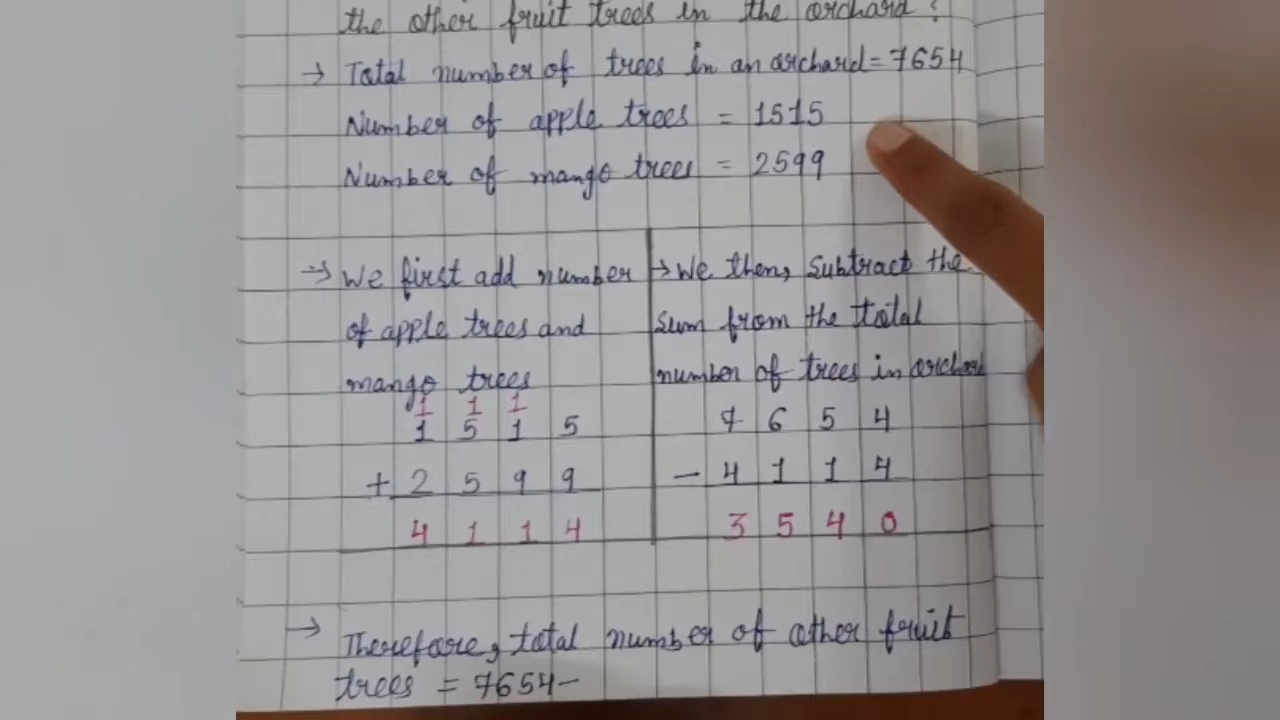 the other fruit trees in the orchard?
→ Total number of trees in an orchard = 7654
Number of apple trees = 1515
Number of mango trees = 2599
→ We first add number
of apple trees and
mango trees
1 1 1
1 5 1 5
+ 2 5 9 9
4 1 1 4
→ We then, subtract the
sum from the total
number of trees in orchard
7 6 5 4
- 4 1 1 4
3 5 4 0
→ Therefore, total number of other fruit
trees = 7654-